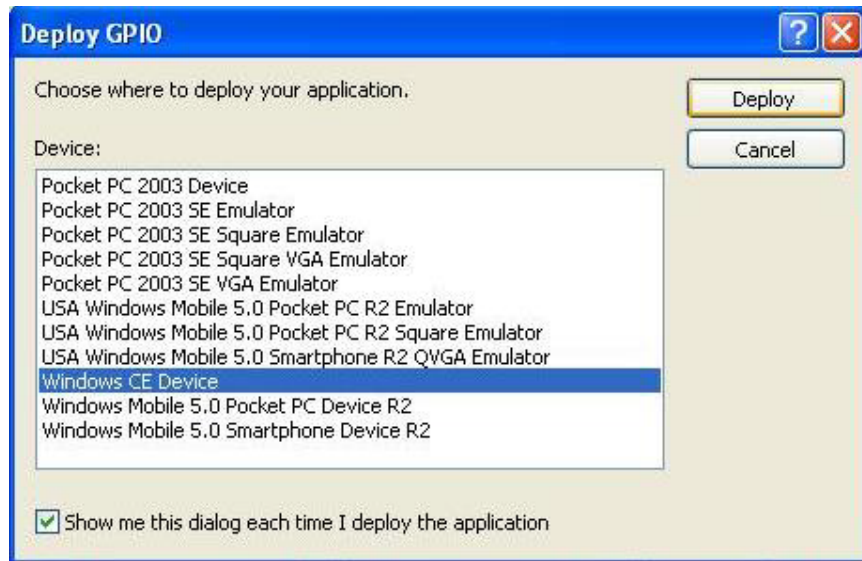 Deploy GPIO
Choose where to deploy your application.
Deploy
Cancel
Device:
Pocket PC 2003 Device
Pocket PC 2003 SE Emulator
Pocket PC 2003 SE Square Emulator
Pocket PC 2003 SE Square VGA Emulator
Pocket PC 2003 SE VGA Emulator
USA Windows Mobile 5.0 Pocket PC R2 Emulator
USA Windows Mobile 5.0 Pocket PC R2 Square Emulator
USA Windows Mobile 5.0 Smartphone R2 QVGA Emulator
Windows CE Device
Windows Mobile 5.0 Pocket PC Device R2
Windows Mobile 5.0 Smartphone Device R2
Show me this dialog each time I deploy the application